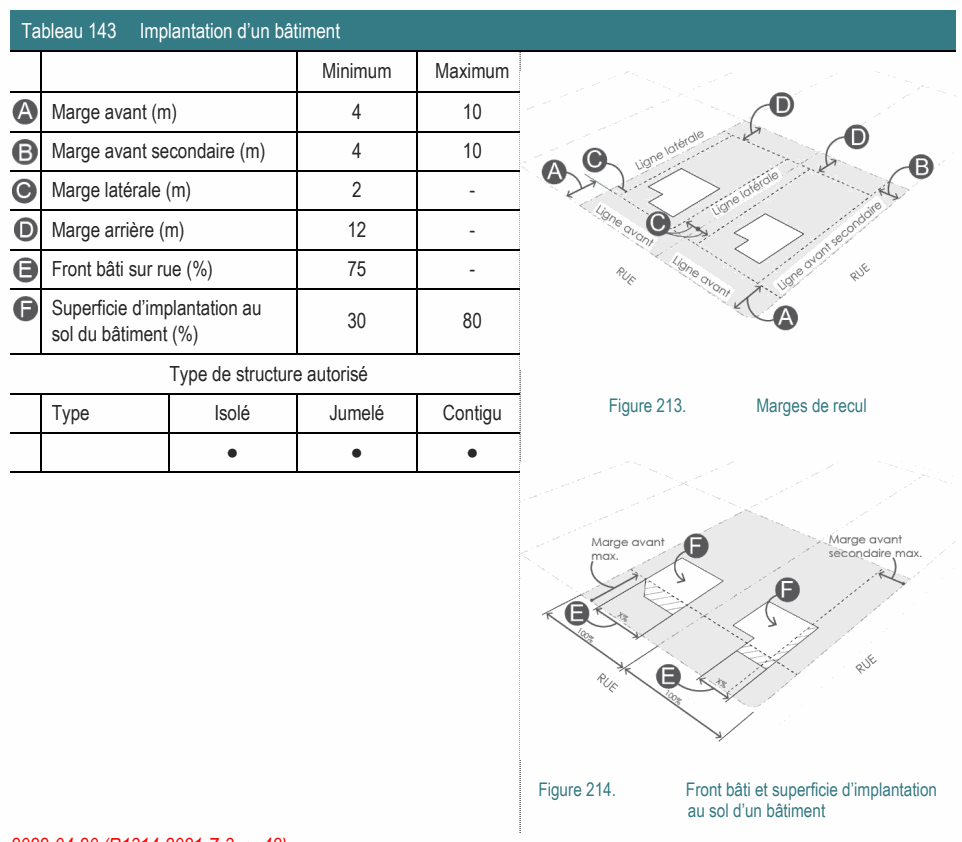 Tableau 143 Implantation d'un bâtiment
Minimum Maximum
A Marge avant (m) 4 10
B Marge avant secondaire (m) 4 10
C Marge latérale (m) 2 -
D Marge arrière (m) 12 -
E Front bâti sur rue (%) 75 -
F Superficie d'implantation au
sol du bâtiment (%) 30 80
Type de structure autorisé
Type Isolé Jumelé Contigu
● ● ●
D
D
Ligne latérale
C
A
B
Ligne latérale
Ligne avant
C
Ligne avant secondaire
Ligne avant
RUE
RUE
A
Figure 213. Marges de recul
Marge avant
max.
F
Marge avant
secondaire max.
F
E
X%
100%
RUE
E
X%
100%
RUE
Figure 214. Front bâti et superficie d'implantation
au sol d'un bâtiment